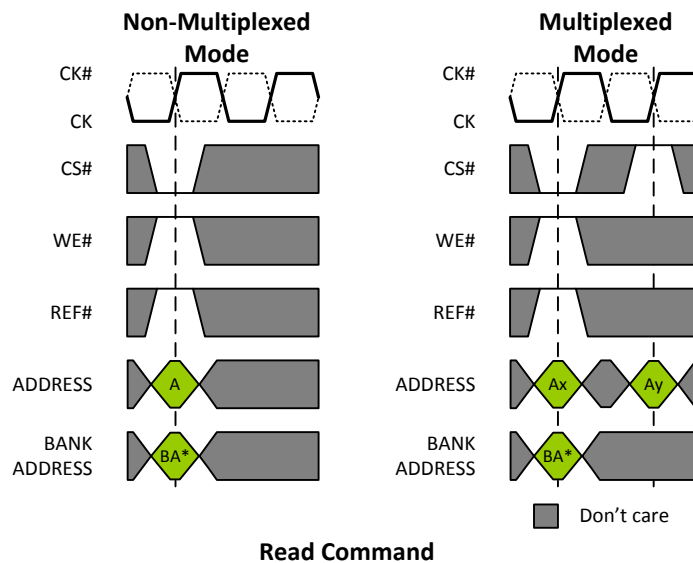 Non-Multiplexed
Mode
Multiplexed
Mode
CK#
CK
CS#
WE#
REF#
ADDRESS
A
BANK
ADDRESS
BA*
CK#
CK
CS#
WE#
REF#
ADDRESS
Ax
Ay
BANK
ADDRESS
BA*
Don't care
Read Command